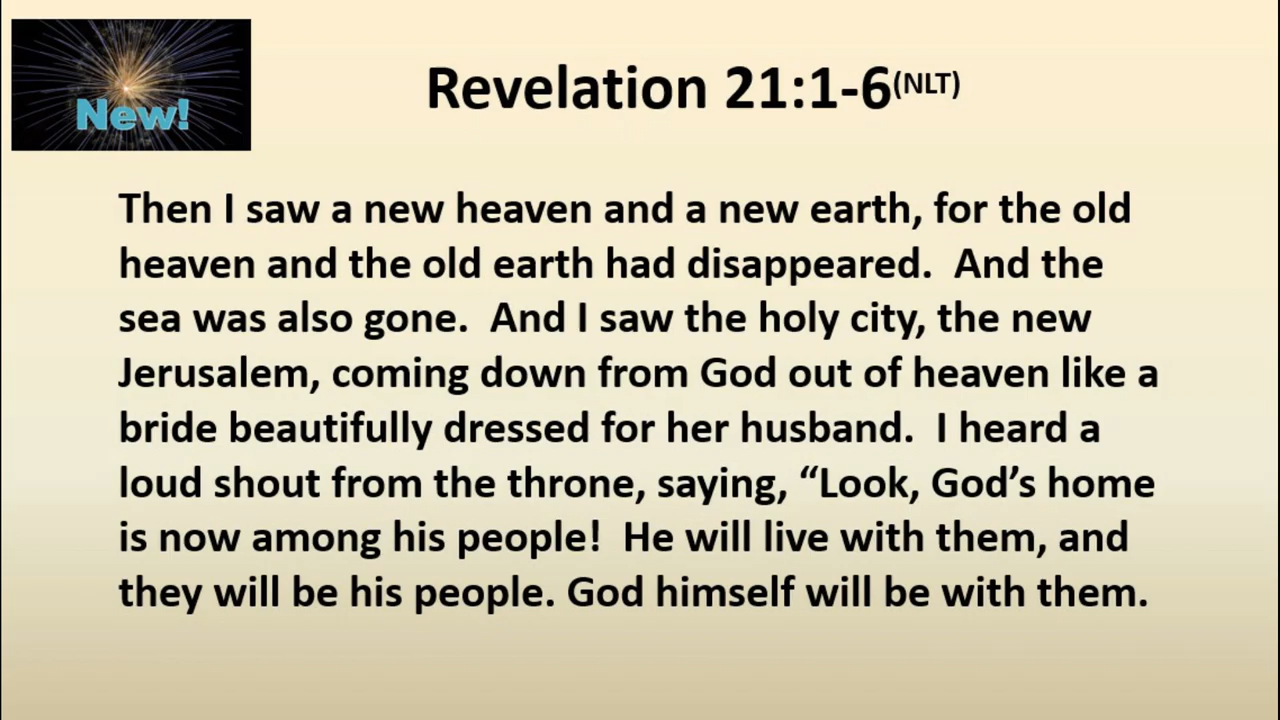 New!
Revelation 21:1-6(NLT)
Then I saw a new heaven and a new earth, for the old
heaven and the old earth had disappeared.  And the
sea was also gone.  And I saw the holy city, the new
Jerusalem, coming down from God out of heaven like a
bride beautifully dressed for her husband.  I heard a
loud shout from the throne, saying, “Look, God’s home
is now among his people!  He will live with them, and
they will be his people. God himself will be with them.